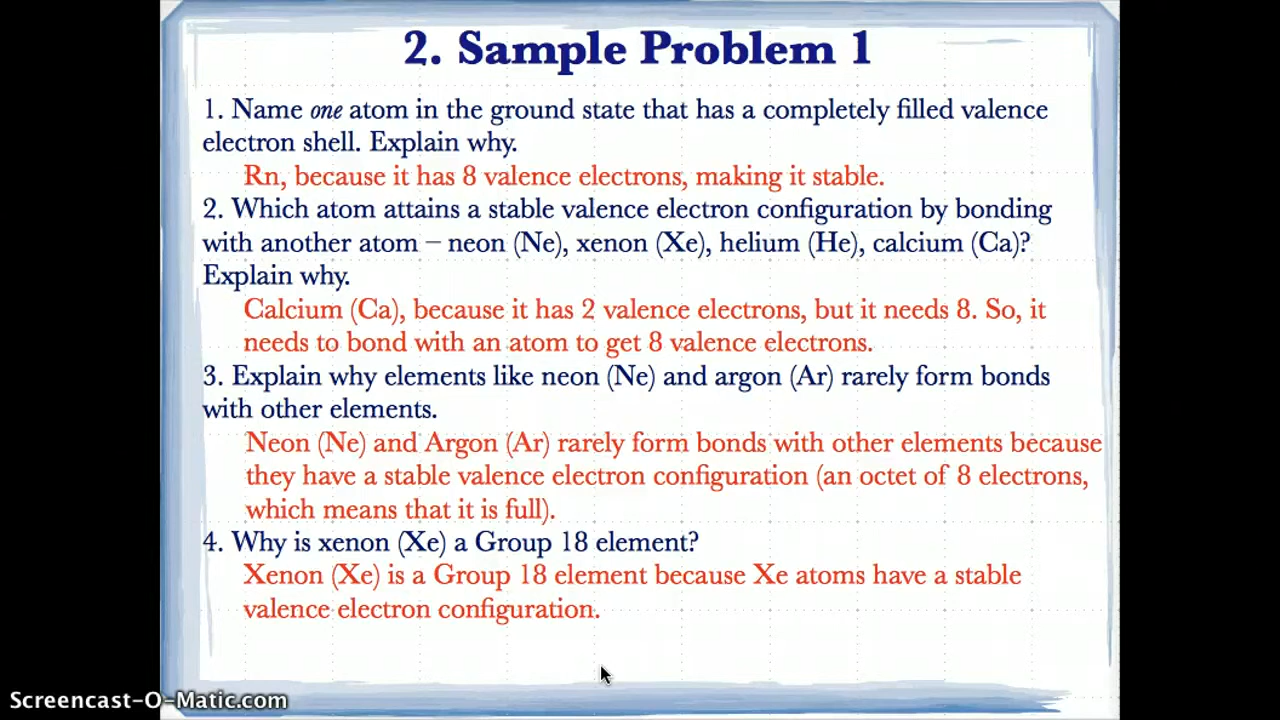 2. Sample Problem 1
1. Name one atom in the ground state that has a completely filled valence
electron shell. Explain why.
Rn, because it has 8 valence electrons, making it stable.
2. Which atom attains a stable valence electron configuration by bonding
with another atom – neon (Ne), xenon (Xe), helium (He), calcium (Ca)?
Explain why.
Calcium (Ca), because it has 2 valence electrons, but it needs 8. So, it
needs to bond with an atom to get 8 valence electrons.
3. Explain why elements like neon (Ne) and argon (Ar) rarely form bonds
with other elements.
Neon (Ne) and Argon (Ar) rarely form bonds with other elements because
they have a stable valence electron configuration (an octet of 8 electrons,
which means that it is full).
4. Why is xenon (Xe) a Group 18 element?
Xenon (Xe) is a Group 18 element because Xe atoms have a stable
valence electron configuration.
Screencast-O-Matic.com